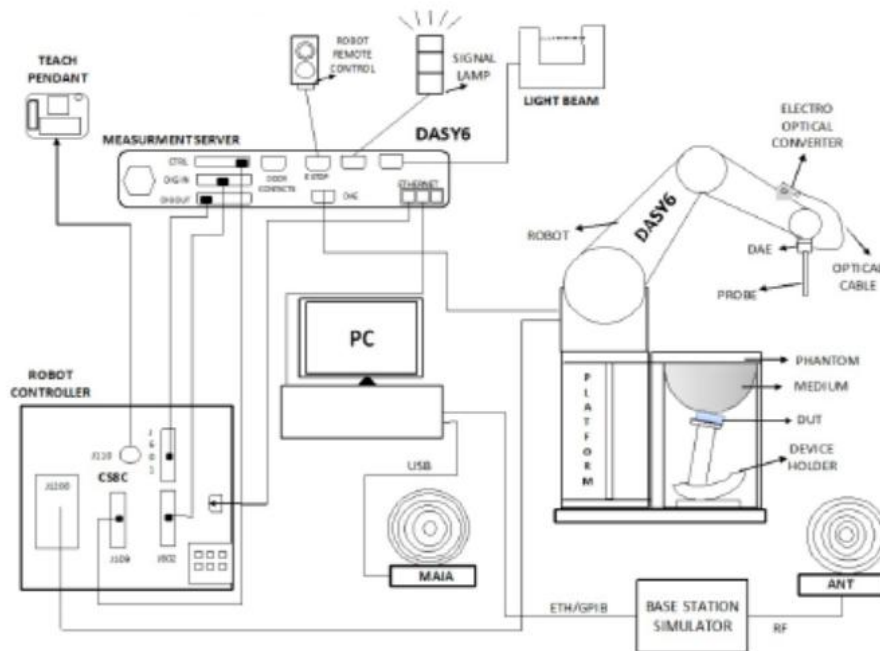 TEACH
PENDANT
ROBOT
REMOTE
CONTROL
SIGNAL
LAMP
LIGHT BEAM
MEASURMENT SERVER
DASY6
CTRL
DIG IN
DIG OUT
DOOR
CONTACTS
E STOP
DAE
ETHERNET
ELECTRO
OPTICAL
CONVERTER
ROBOT
DASY6
DAE
OPTICAL
CABLE
PROBE
PC
PHANTOM
MEDIUM
DUT
DEVICE
HOLDER
PLATFORM
ROBOT
CONTROLLER
J110
CS8C
J1200
J109
J602
USB
MAIA
ETH/GPIB
BASE STATION
SIMULATOR
RF
ANT